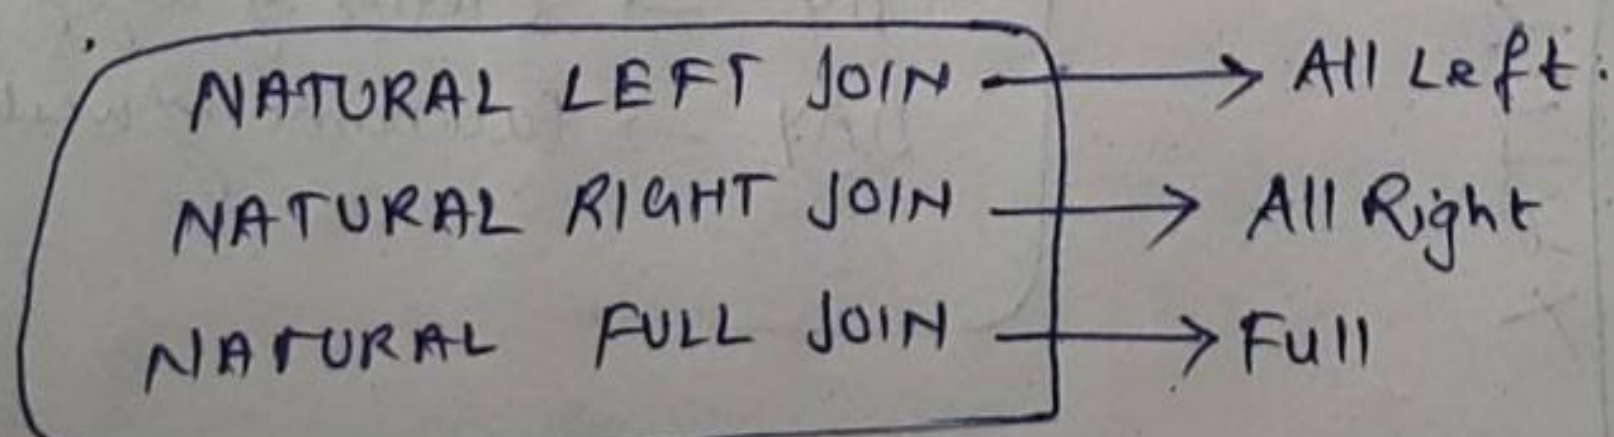 NATURAL LEFT JOIN → All Left.
NATURAL RIGHT JOIN → All Right
NATURAL FULL JOIN → Full